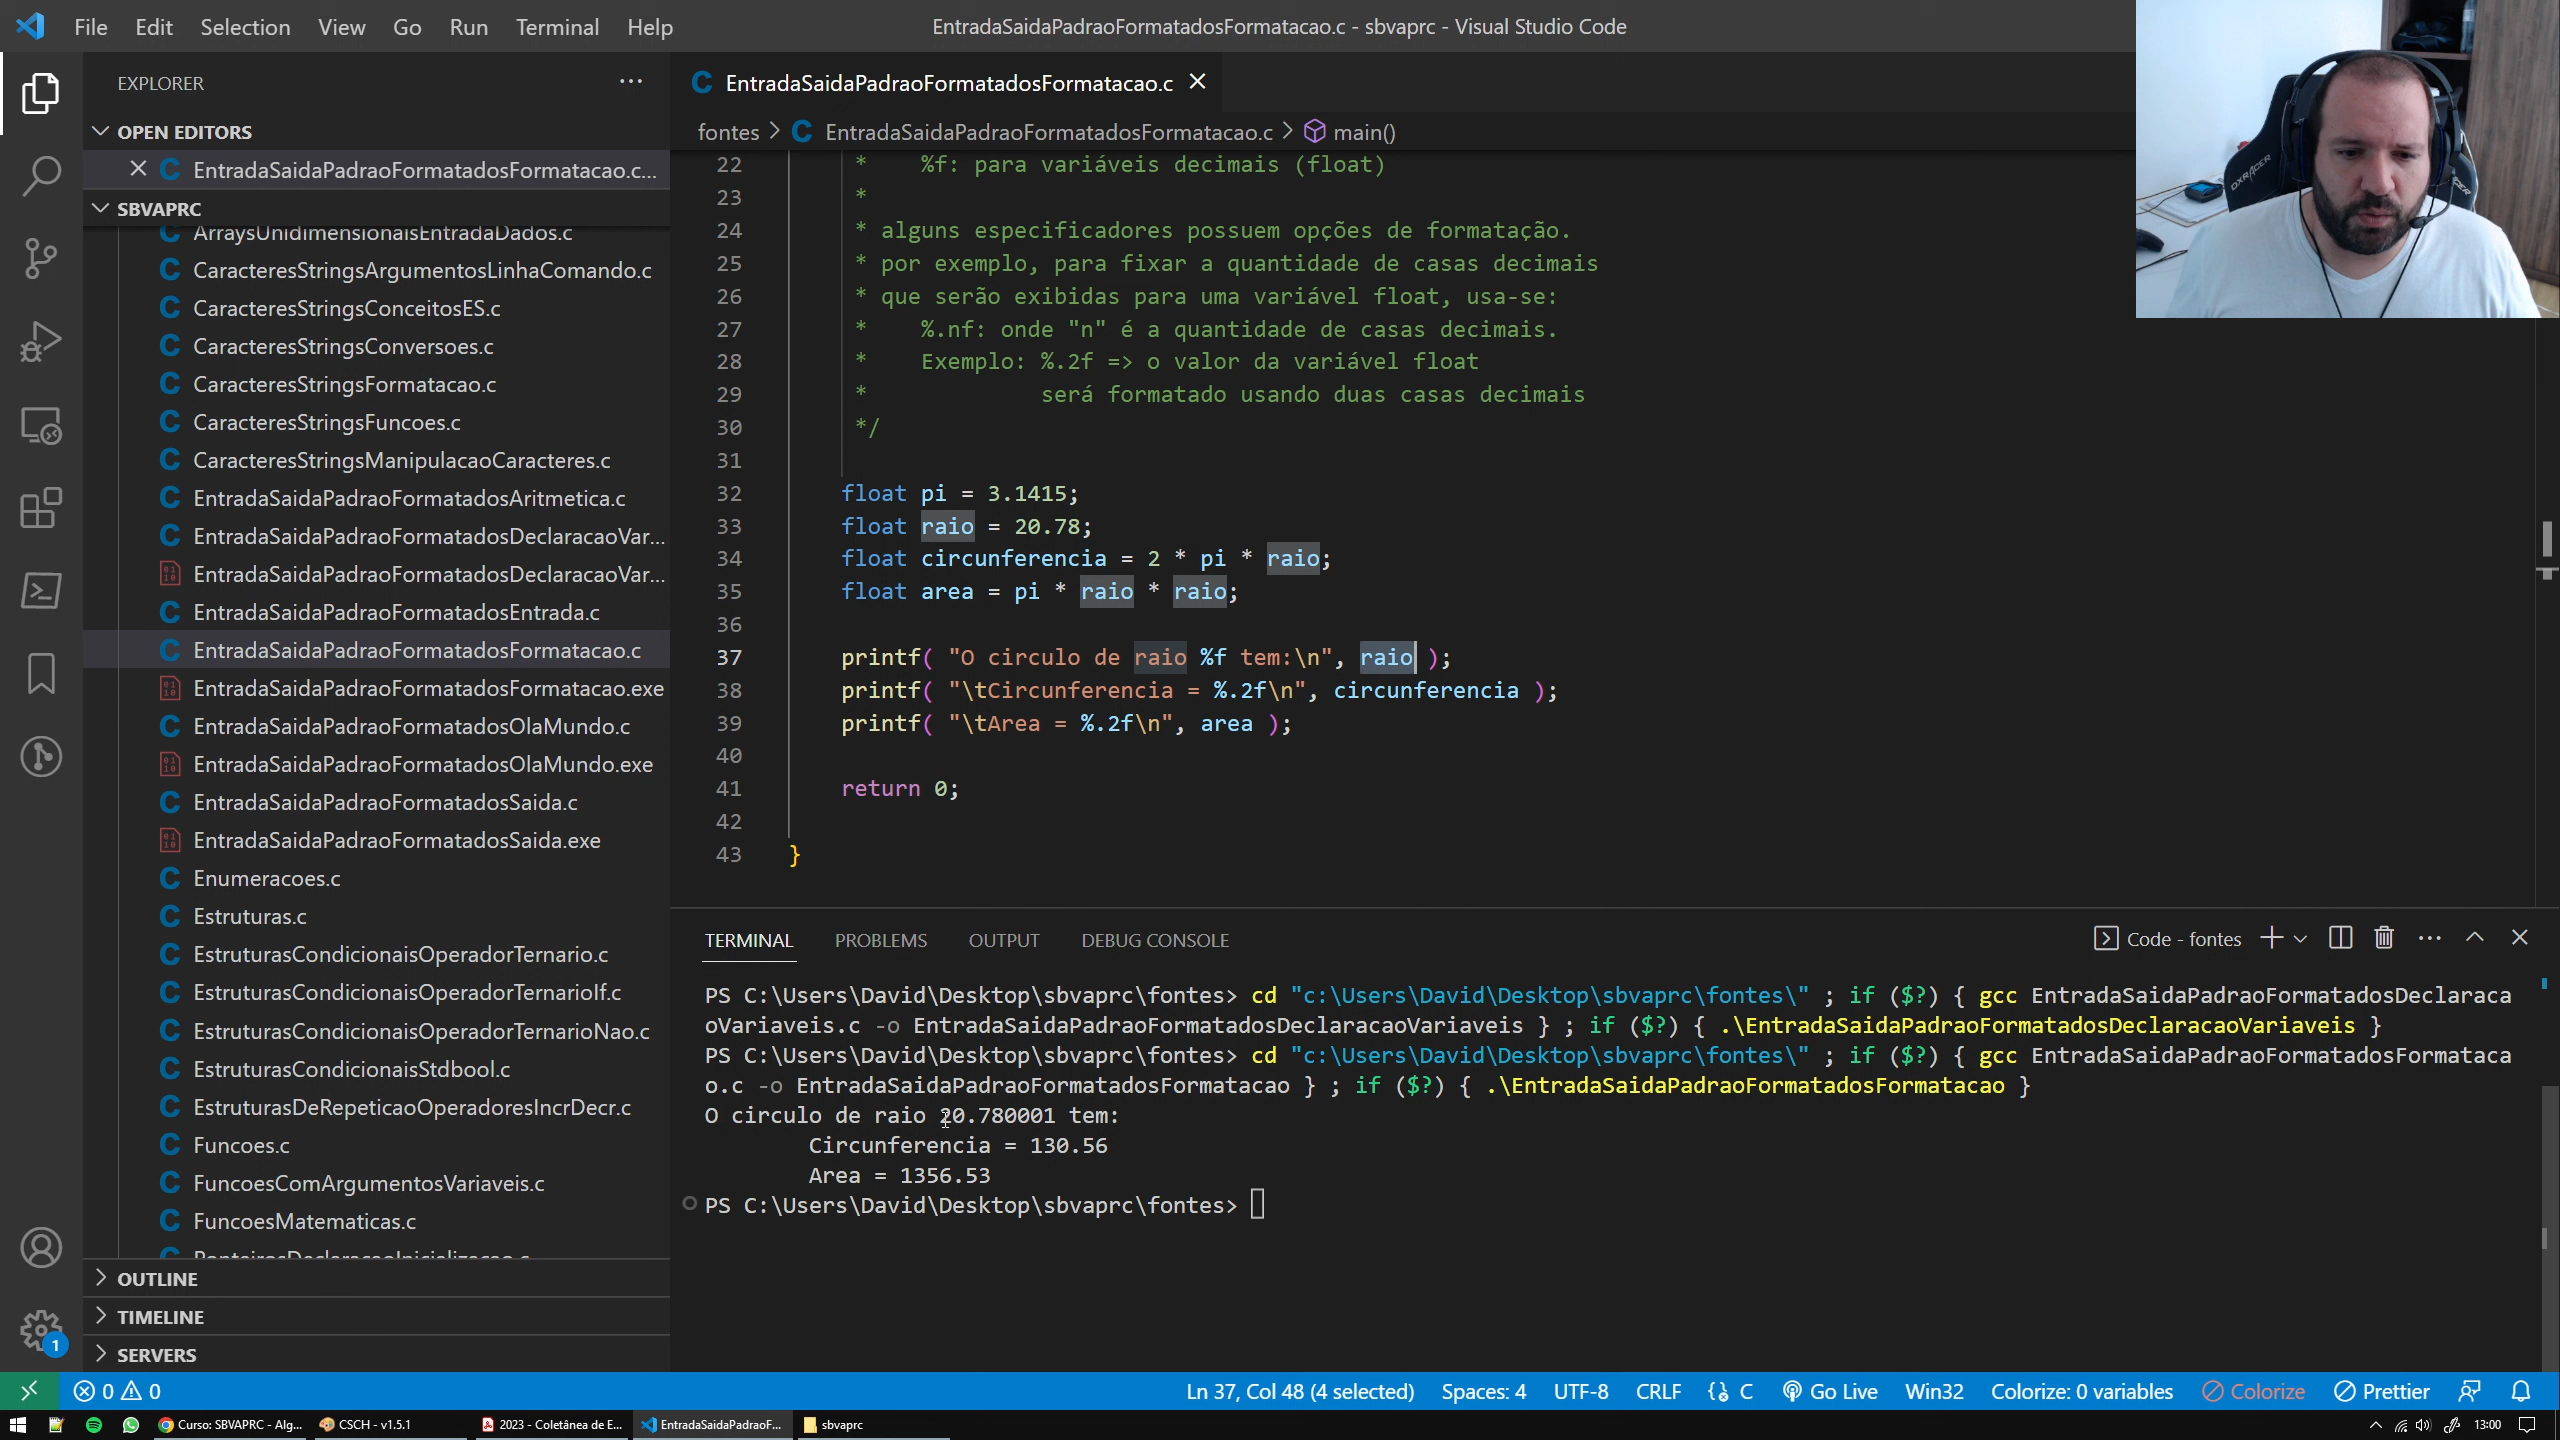 File Edit Selection View Go Run Terminal Help
EntradaSaidaPadraoFormatadosFormatacao.c - sbvaprc - Visual Studio Code
EXPLORER
OPEN EDITORS
EntradaSaidaPadraoFormatadosFormatacao.c...
SBVAPRC
ArraysUnidimensionaisEntradaDados.c
CaracteresStringsArgumentosLinhaComando.c
CaracteresStringsConceitosES.c
CaracteresStringsConversoes.c
CaracteresStringsFormatacao.c
CaracteresStringsFuncoes.c
CaracteresStringsManipulacaoCaracteres.c
EntradaSaidaPadraoFormatadosAritmetica.c
EntradaSaidaPadraoFormatadosDeclaracaoVar...
EntradaSaidaPadraoFormatadosDeclaracaoVar...
EntradaSaidaPadraoFormatadosEntrada.c
EntradaSaidaPadraoFormatadosFormatacao.c
EntradaSaidaPadraoFormatadosFormatacao.exe
EntradaSaidaPadraoFormatadosOlaMundo.c
EntradaSaidaPadraoFormatadosOlaMundo.exe
EntradaSaidaPadraoFormatadosSaida.c
EntradaSaidaPadraoFormatadosSaida.exe
Enumeracoes.c
Estruturas.c
EstruturasCondicionaisOperadorTernario.c
EstruturasCondicionaisOperadorTernarioIf.c
EstruturasCondicionaisOperadorTernarioNao.c
EstruturasCondicionaisStdbool.c
EstruturasDeRepeticaoOperadoresIncrDecr.c
Funcoes.c
FuncoesComArgumentosVariaveis.c
FuncoesMatematicas.c
PonteirosDeclaracaoInicializacao.c
OUTLINE
TIMELINE
SERVERS
EntradaSaidaPadraoFormatadosFormatacao.c
fontes > EntradaSaidaPadraoFormatadosFormatacao.c > main()
22 * %f: para variáveis decimais (float)
23 *
24 * alguns especificadores possuem opções de formatação.
25 * por exemplo, para fixar a quantidade de casas decimais
26 * que serão exibidas para uma variável float, usa-se:
27 * %.nf: onde "n" é a quantidade de casas decimais.
28 * Exemplo: %.2f => o valor da variável float
29 * será formatado usando duas casas decimais
30 */
31
32 float pi = 3.1415;
33 float raio = 20.78;
34 float circunferencia = 2 * pi * raio;
35 float area = pi * raio * raio;
36
37 printf( "O circulo de raio %f tem:\n", raio );
38 printf( "\tCircunferencia = %.2f\n", circunferencia );
39 printf( "\tArea = %.2f\n", area );
40
41 return 0;
42
43 }
DXRACER
TERMINAL PROBLEMS OUTPUT DEBUG CONSOLE
Code - fontes
PS C:\Users\David\Desktop\sbvaprc\fontes> cd "c:\Users\David\Desktop\sbvaprc\fontes\" ; if ($?) { gcc EntradaSaidaPadraoFormatadosDeclaraca
oVariaveis.c -o EntradaSaidaPadraoFormatadosDeclaracaoVariaveis } ; if ($?) { .\EntradaSaidaPadraoFormatadosDeclaracaoVariaveis }
PS C:\Users\David\Desktop\sbvaprc\fontes> cd "c:\Users\David\Desktop\sbvaprc\fontes\" ; if ($?) { gcc EntradaSaidaPadraoFormatadosFormataca
o.c -o EntradaSaidaPadraoFormatadosFormatacao } ; if ($?) { .\EntradaSaidaPadraoFormatadosFormatacao }
O circulo de raio 20.780001 tem:
Circunferencia = 130.56
Area = 1356.53
PS C:\Users\David\Desktop\sbvaprc\fontes>
1
0 0
Ln 37, Col 48 (4 selected) Spaces: 4 UTF-8 CRLF {} C Go Live Win32 Colorize: 0 variables Colorize Prettier
Curso: SBVAPRC - Alg... CSCH - v1.5.1 2023 - Coletânea de E... EntradaSaidaPadraoF... sbvaprc 13:00